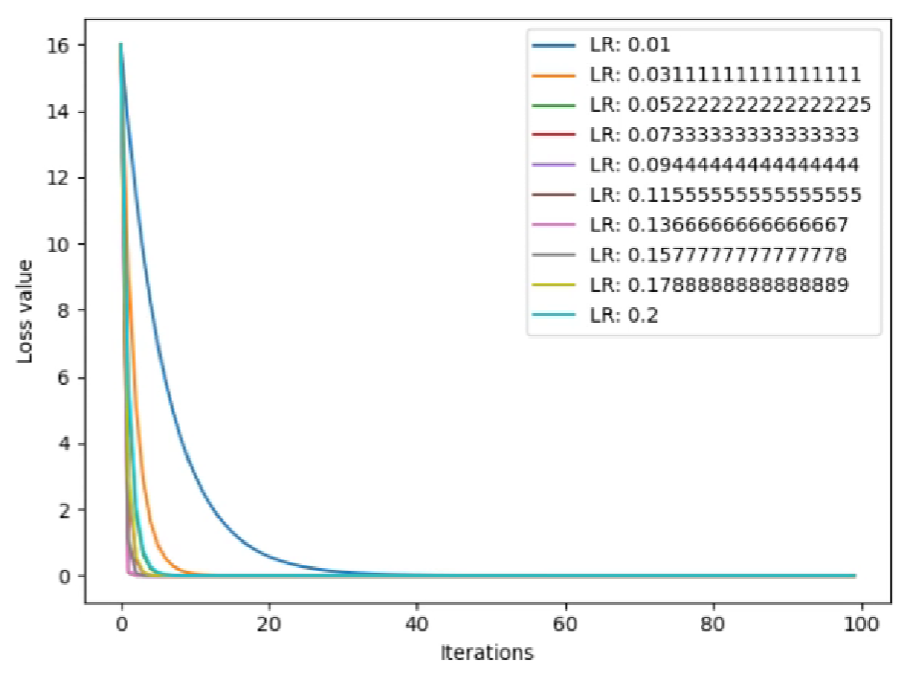 16
14
12
10
8
6
4
2
0
Loss value
0 20 40 60 80 100
Iterations
LR: 0.01
LR: 0.03111111111111111
LR: 0.052222222222222225
LR: 0.07333333333333333
LR: 0.09444444444444444
LR: 0.11555555555555555
LR: 0.1366666666666667
LR: 0.1577777777777778
LR: 0.1788888888888889
LR: 0.2